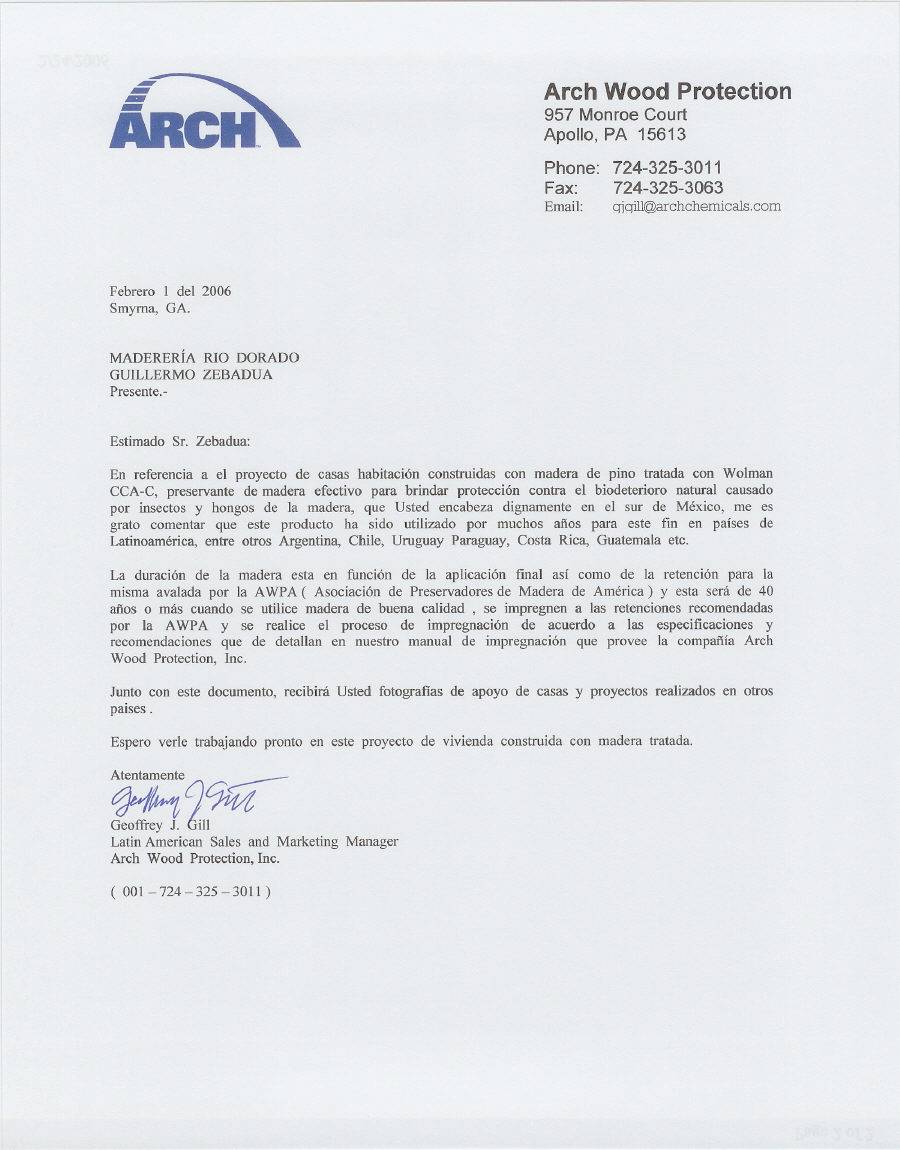 ARCH
Arch Wood Protection
957 Monroe Court
Apollo, PA 15613
Phone: 724-325-3011
Fax: 724-325-3063
Email: gjgill@archchemicals.com
Febrero 1 del 2006
Smyrna, GA.
MADERERÍA RIO DORADO
GUILLERMO ZEBADUA
Presente.-
Estimado Sr. Zebadua:
En referencia a el proyecto de casas habitación construidas con madera de pino tratada con Wolman
CCA-C, preservante de madera efectivo para brindar protección contra el biodeterioro natural causado
por insectos y hongos de la madera, que Usted encabeza dignamente en el sur de México, me es
grato comentar que este producto ha sido utilizado por muchos años para este fin en países de
Latinoamérica, entre otros Argentina, Chile, Uruguay Paraguay, Costa Rica, Guatemala etc.
La duración de la madera esta en función de la aplicación final así como de la retención para la
misma avalada por la AWPA ( Asociación de Preservadores de Madera de América ) y esta será de 40
años o más cuando se utilice madera de buena calidad , se impregnen a las retenciones recomendadas
por la AWPA y se realice el proceso de impregnación de acuerdo a las especificaciones y
recomendaciones que de detallan en nuestro manual de impregnación que provee la compañía Arch
Wood Protection, Inc.
Junto con este documento, recibirá Usted fotografías de apoyo de casas y proyectos realizados en otros
paises .
Espero verle trabajando pronto en este proyecto de vivienda construida con madera tratada.
Atentamente
Geoffrey J Gill
Geoffrey J. Gill
Latin American Sales and Marketing Manager
Arch Wood Protection, Inc.
( 001 – 724 – 325 – 3011 )